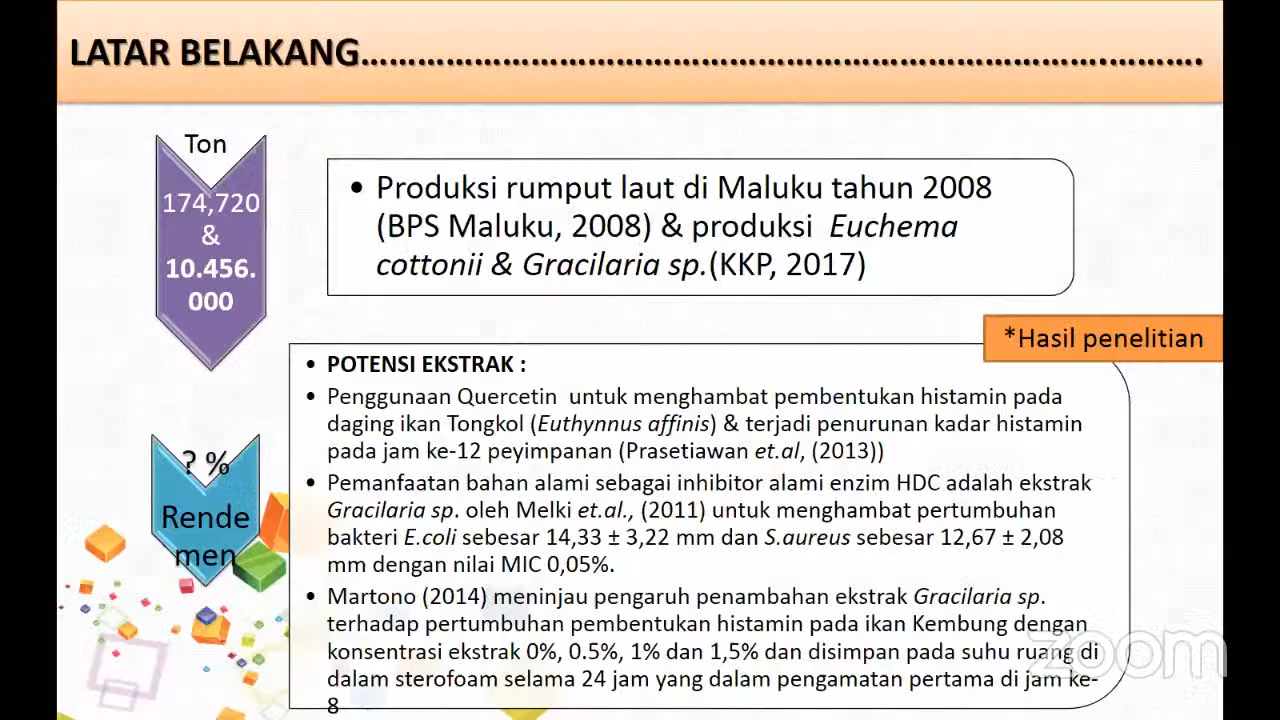 LATAR BELAKANG……………………………………………………………………….……….
Ton
174,720
&
10.456.
000
• Produksi rumput laut di Maluku tahun 2008
(BPS Maluku, 2008) & produksi Euchema
cottonii & Gracilaria sp.(KKP, 2017)
*Hasil penelitian
? %
Rende
men
• POTENSI EKSTRAK :
• Penggunaan Quercetin untuk menghambat pembentukan histamin pada
daging ikan Tongkol (Euthynnus affinis) & terjadi penurunan kadar histamin
pada jam ke-12 peyimpanan (Prasetiawan et.al, (2013))
• Pemanfaatan bahan alami sebagai inhibitor alami enzim HDC adalah ekstrak
Gracilaria sp. oleh Melki et.al., (2011) untuk menghambat pertumbuhan
bakteri E.coli sebesar 14,33 ± 3,22 mm dan S.aureus sebesar 12,67 ± 2,08
mm dengan nilai MIC 0,05%.
• Martono (2014) meninjau pengaruh penambahan ekstrak Gracilaria sp.
terhadap pertumbuhan pembentukan histamin pada ikan Kembung dengan
konsentrasi ekstrak 0%, 0.5%, 1% dan 1,5% dan disimpan pada suhu ruang di
dalam sterofoam selama 24 jam yang dalam pengamatan pertama di jam ke-
8
zoom